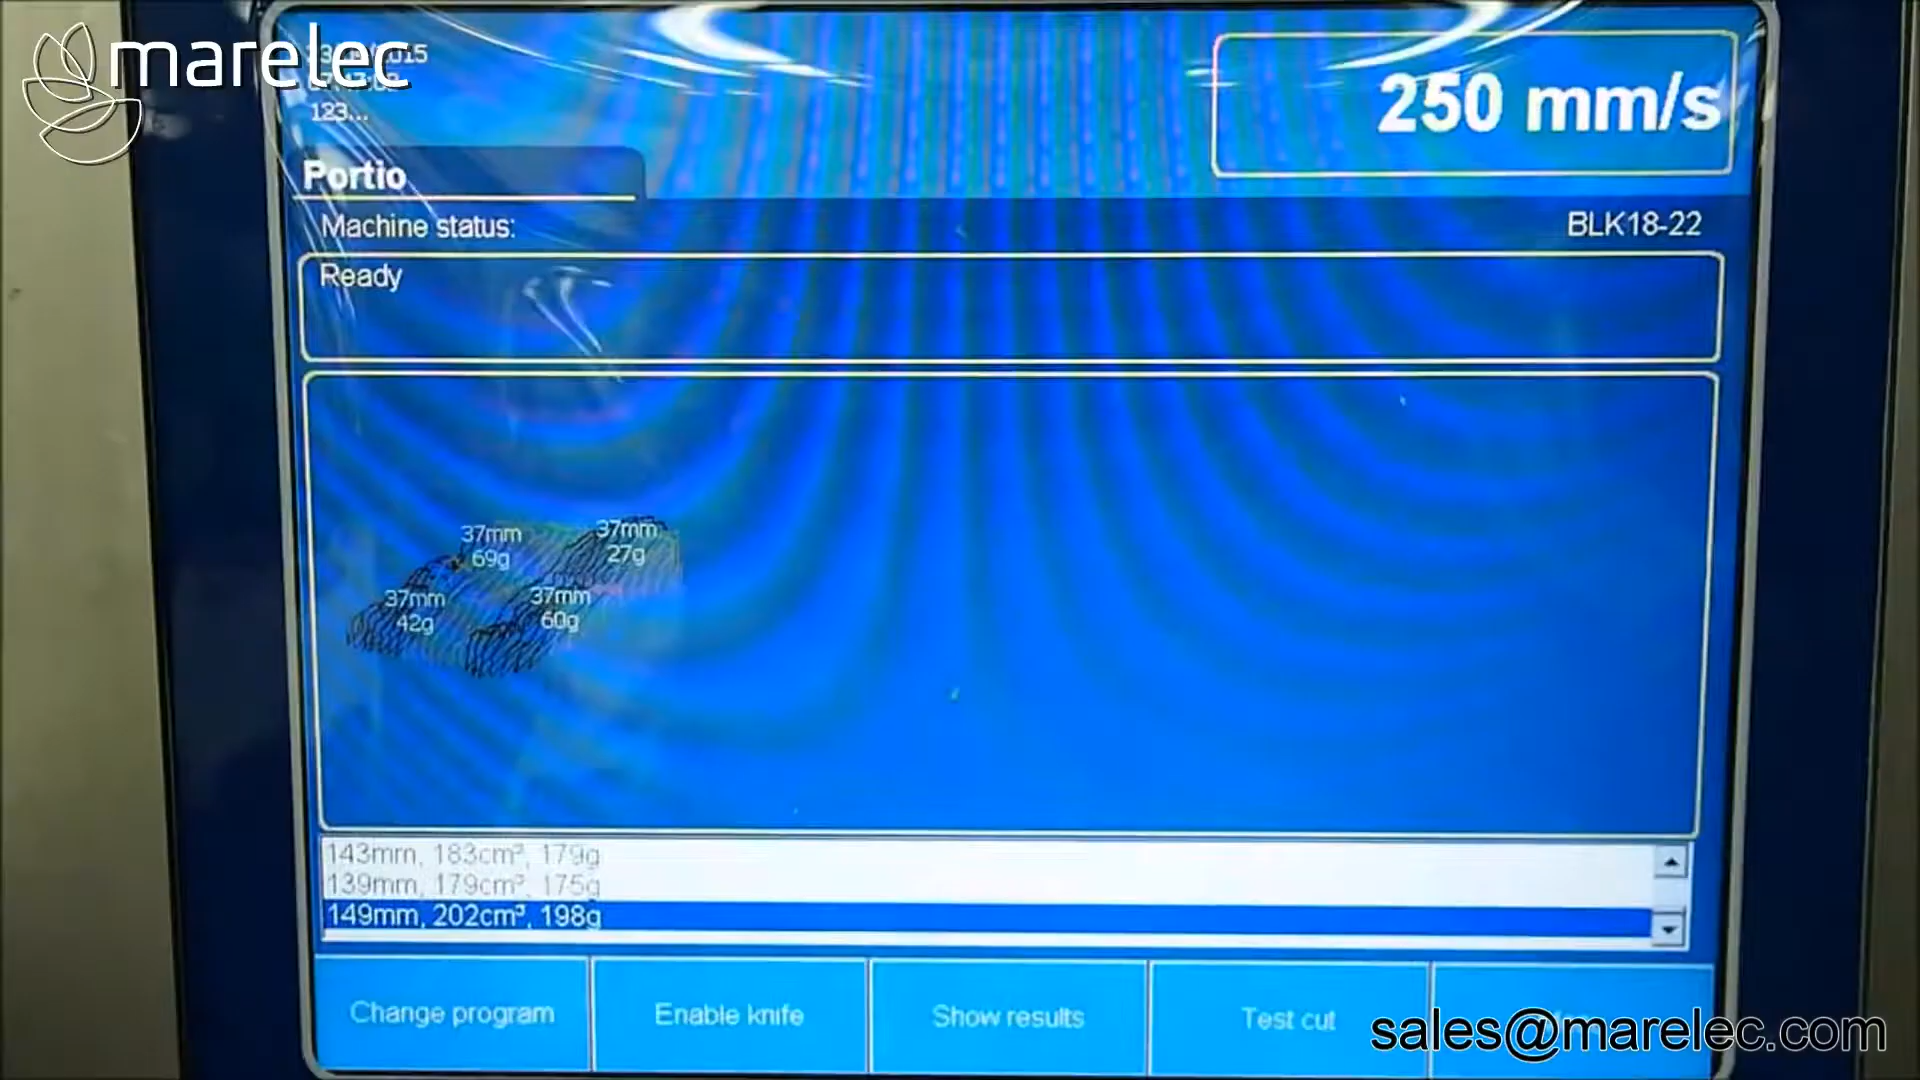 marelec
123...
250 mm/s
Portio
Machine status:
BLK18-22
Ready
37mm
69g
37mm
27g
37mm
42g
37mm
60g
143mm, 183cm³, 179g
139mm, 179cm³, 175g
149mm, 202cm³, 198g
Change program
Enable knife
Show results
Test cut
sales@marelec.com